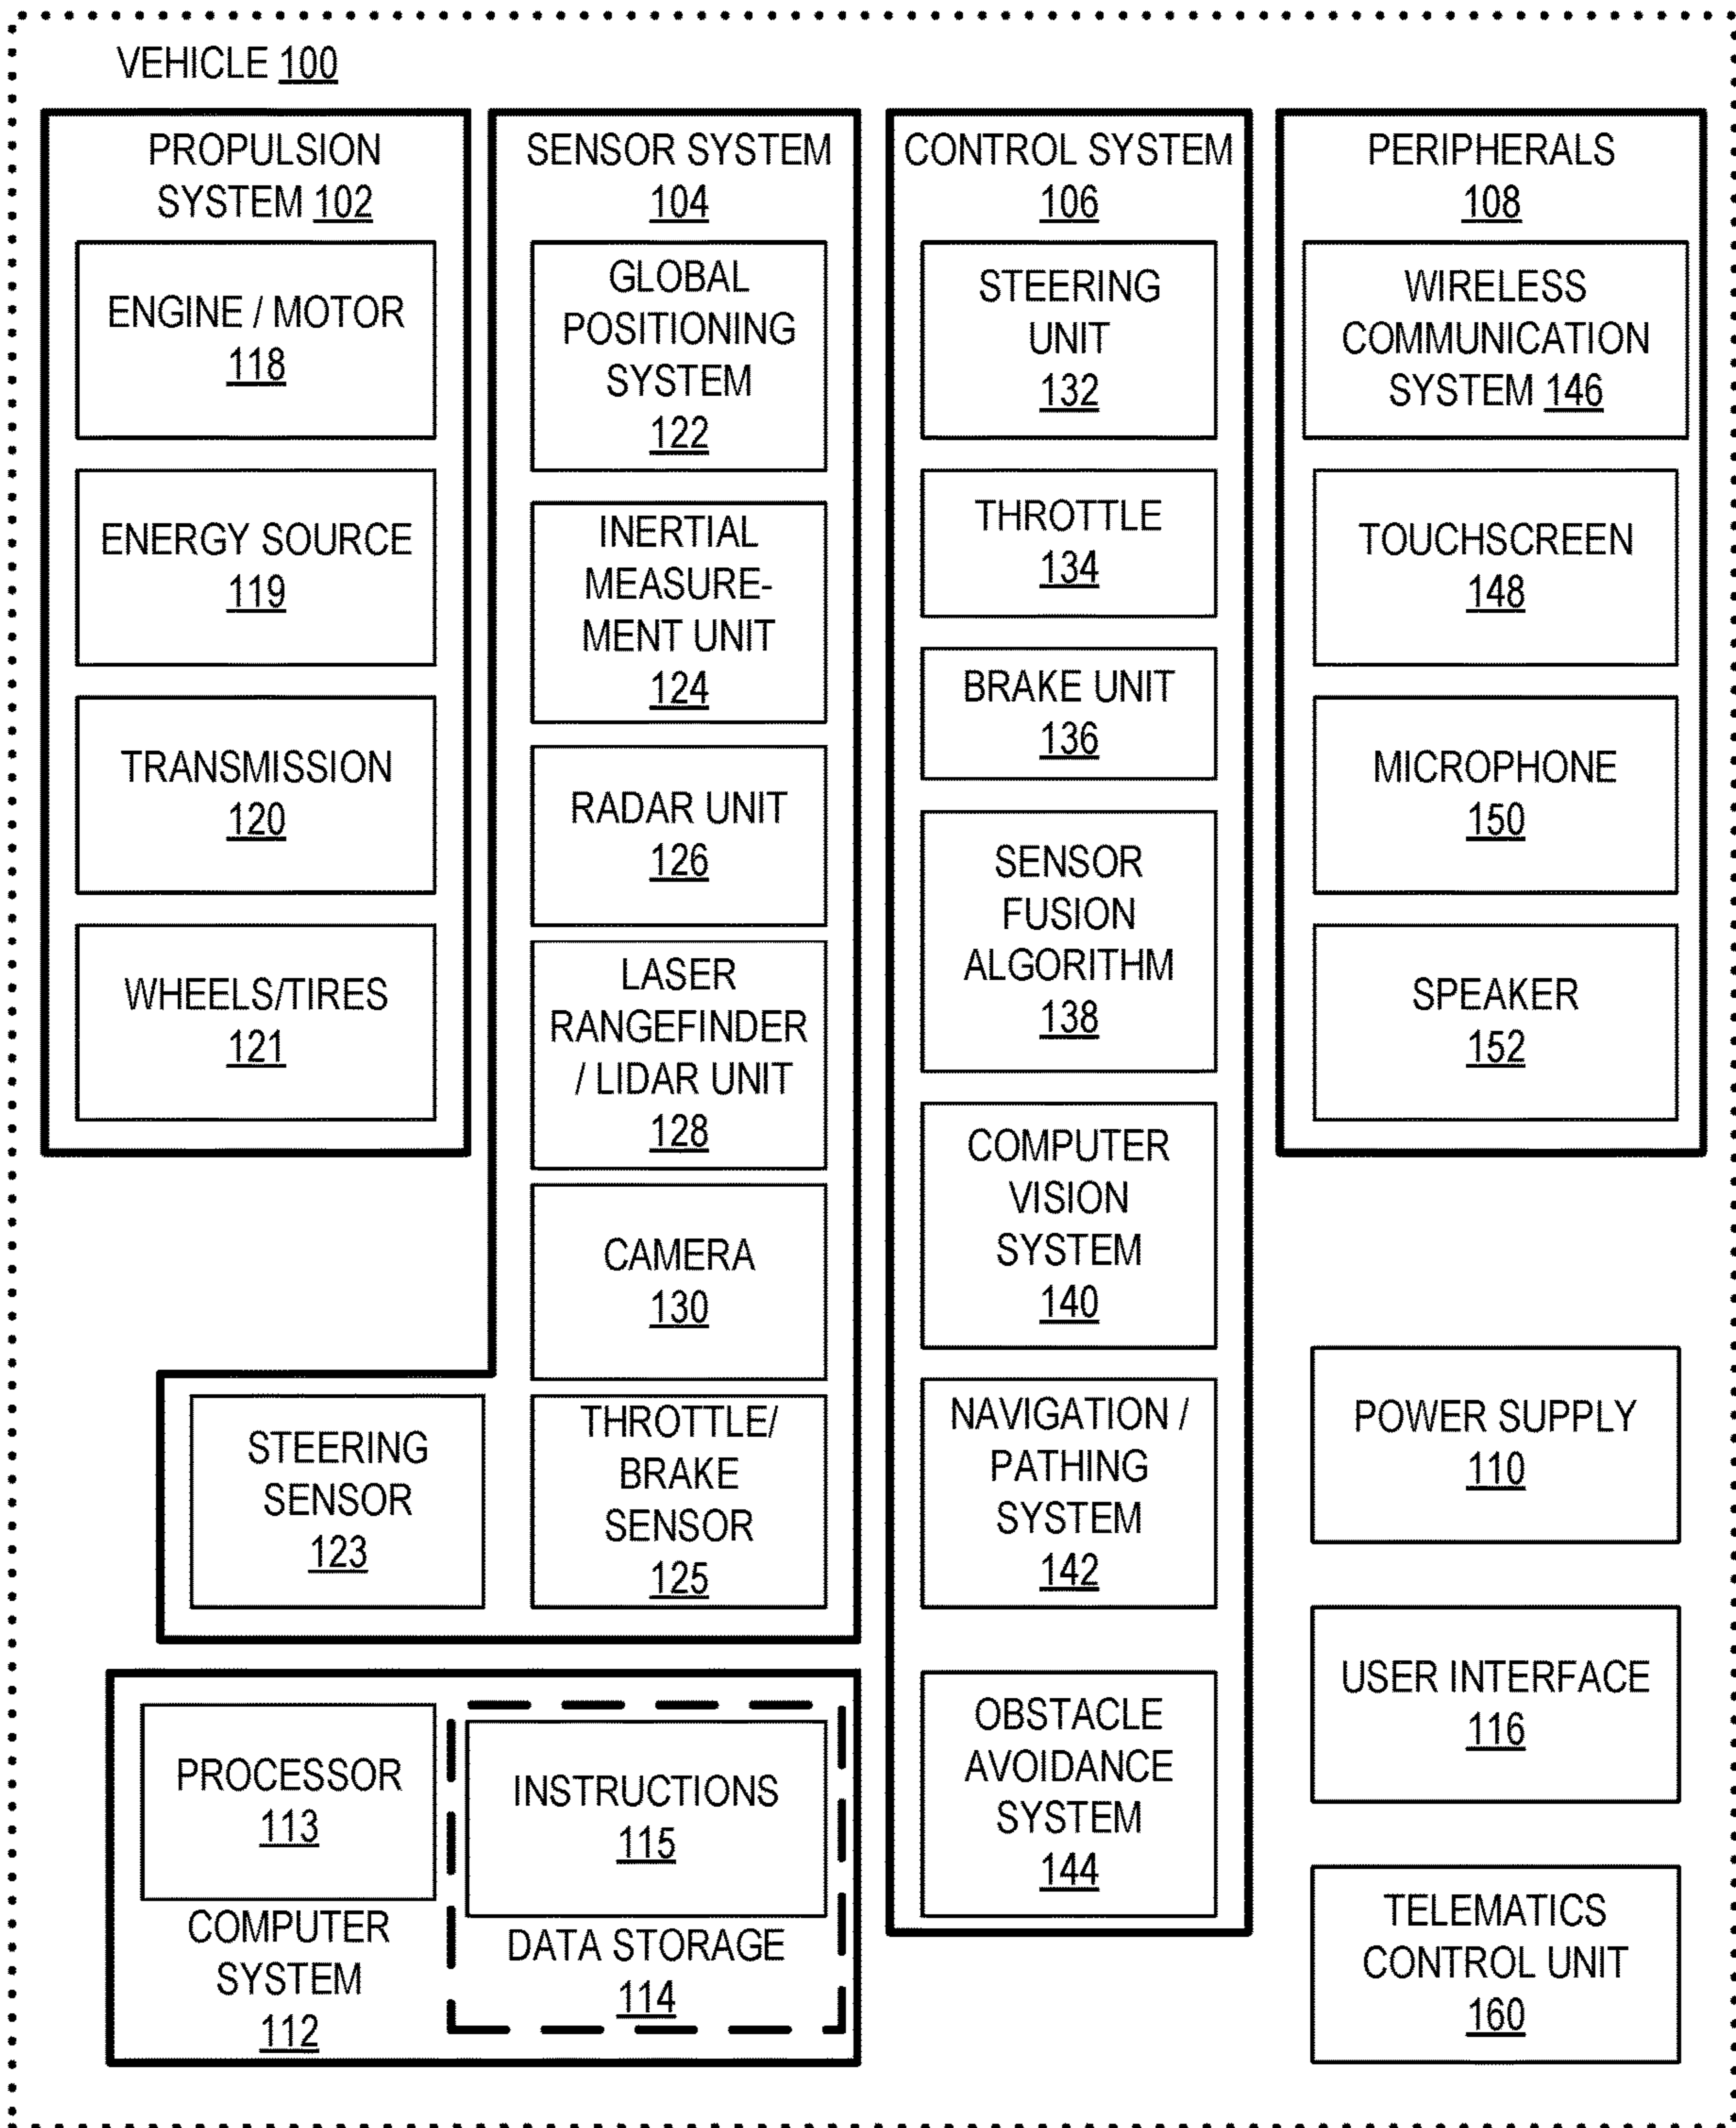 VEHICLE 100
PROPULSION
SYSTEM 102
ENGINE / MOTOR
118
ENERGY SOURCE
119
TRANSMISSION
120
WHEELS/TIRES
121
SENSOR SYSTEM
104
GLOBAL
POSITIONING
SYSTEM
122
INERTIAL
MEASURE-
MENT UNIT
124
RADAR UNIT
126
LASER
RANGEFINDER
/ LIDAR UNIT
128
CAMERA
130
STEERING
SENSOR
123
THROTTLE/
BRAKE
SENSOR
125
CONTROL SYSTEM
106
STEERING
UNIT
132
THROTTLE
134
BRAKE UNIT
136
SENSOR
FUSION
ALGORITHM
138
COMPUTER
VISION
SYSTEM
140
NAVIGATION /
PATHING
SYSTEM
142
OBSTACLE
AVOIDANCE
SYSTEM
144
PERIPHERALS
108
WIRELESS
COMMUNICATION
SYSTEM 146
TOUCHSCREEN
148
MICROPHONE
150
SPEAKER
152
PROCESSOR
113
COMPUTER
SYSTEM
112
INSTRUCTIONS
115
DATA STORAGE
114
POWER SUPPLY
110
USER INTERFACE
116
TELEMATICS
CONTROL UNIT
160